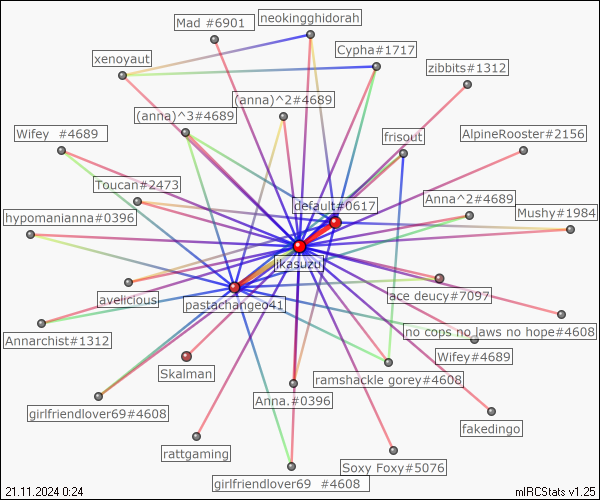 neokingghidorah
Mad #6901
Cypha#1717
xenoyaut
zibbits#1312
(anna)^2#4689
(anna)^3#4689
Wifey  #4689
frisout
AlpineRooster#2156
Toucan#2473
default#0617
Anna^2#4689
Mushy#1984
hypomanianna#0396
jkasuzu
avelicious
pastachangeo41
ace deucy#7097
no cops no laws no hope#4608
Annarchist#1312
Wifey#4689
Skalman
ramshackle gorey#4608
Anna.#0396
girlfriendlover69#4608
fakedingo
rattgaming
Soxy Foxy#5076
girlfriendlover69  #4608
21.11.2024 0:24
mIRCStats v1.25